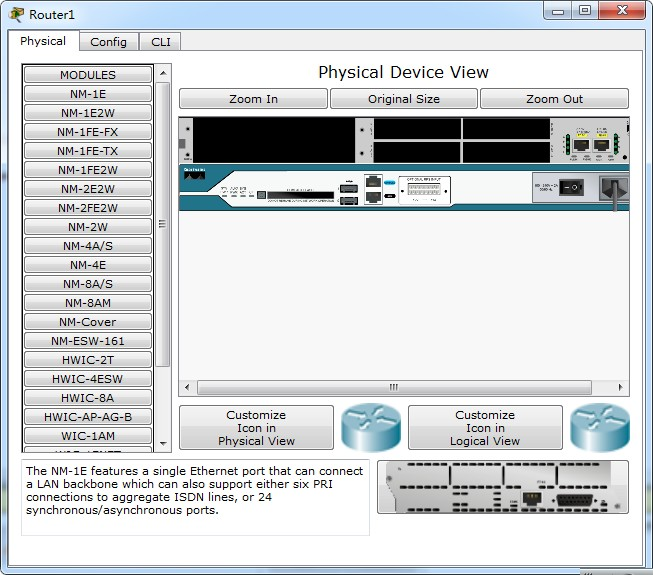 Router1
Physical
Config
CLI
MODULES
NM-1E
NM-1E2W
NM-1FE-FX
NM-1FE-TX
NM-1FE2W
NM-2E2W
NM-2FE2W
NM-2W
NM-4A/S
NM-4E
NM-8A/S
NM-8AM
NM-Cover
NM-ESW-161
HWIC-2T
HWIC-4ESW
HWIC-8A
HWIC-AP-AG-B
WIC-1AM
Physical Device View
Zoom In
Original Size
Zoom Out
OPTIONAL RPS INPUT
Customize
Icon in
Physical View
Customize
Icon in
Logical View
The NM-1E features a single Ethernet port that can connect
a LAN backbone which can also support either six PRI
connections to aggregate ISDN lines, or 24
synchronous/asynchronous ports.